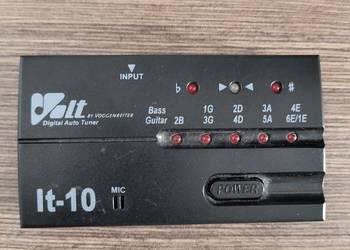 INPUT
♭ ▶ ◀ #
Volt
BY VOGGENREITER
Digital Auto Tuner
Bass 1G 2D 3A 4E
Guitar 2B 3G 4D 5A 6E/1E
It-10
MIC
POWER